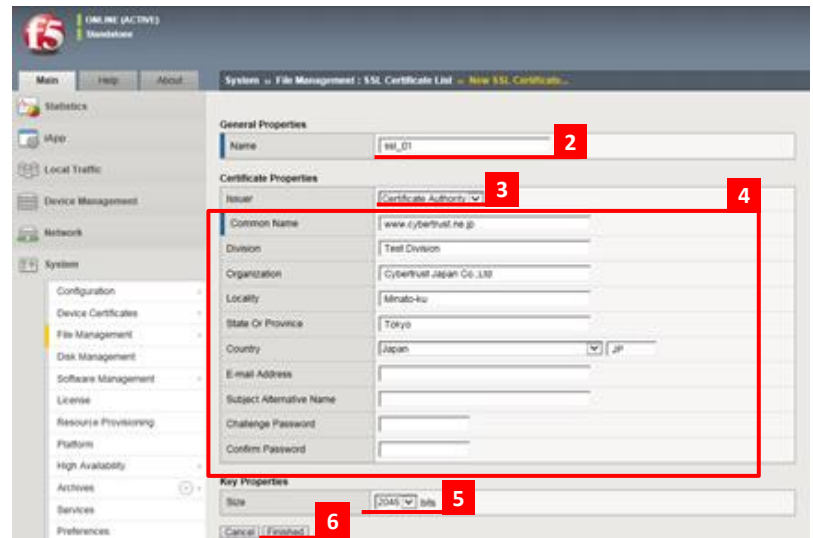 f5
ONLINE (ACTIVE)
Standalone
Main Help About
System » File Management : SSL Certificate List » New SSL Certificate...
Statistics
iApp
Local Traffic
Device Management
Network
System
Configuration
Device Certificates
File Management
Disk Management
Software Management
License
Resource Provisioning
Platform
High Availability
Archives
Services
Preferences
General Properties
Name ssl_01 2
Certificate Properties
Issuer Certificate Authority 3
4
Common Name www.cybertrust.ne.jp
Division Test Division
Organization Cybertrust Japan Co.,Ltd
Locality Minato-ku
State Or Province Tokyo
Country Japan JP
E-mail Address
Subject Alternative Name
Challenge Password
Confirm Password
Key Properties
Size 2048 bits 5
Cancel Finished 6